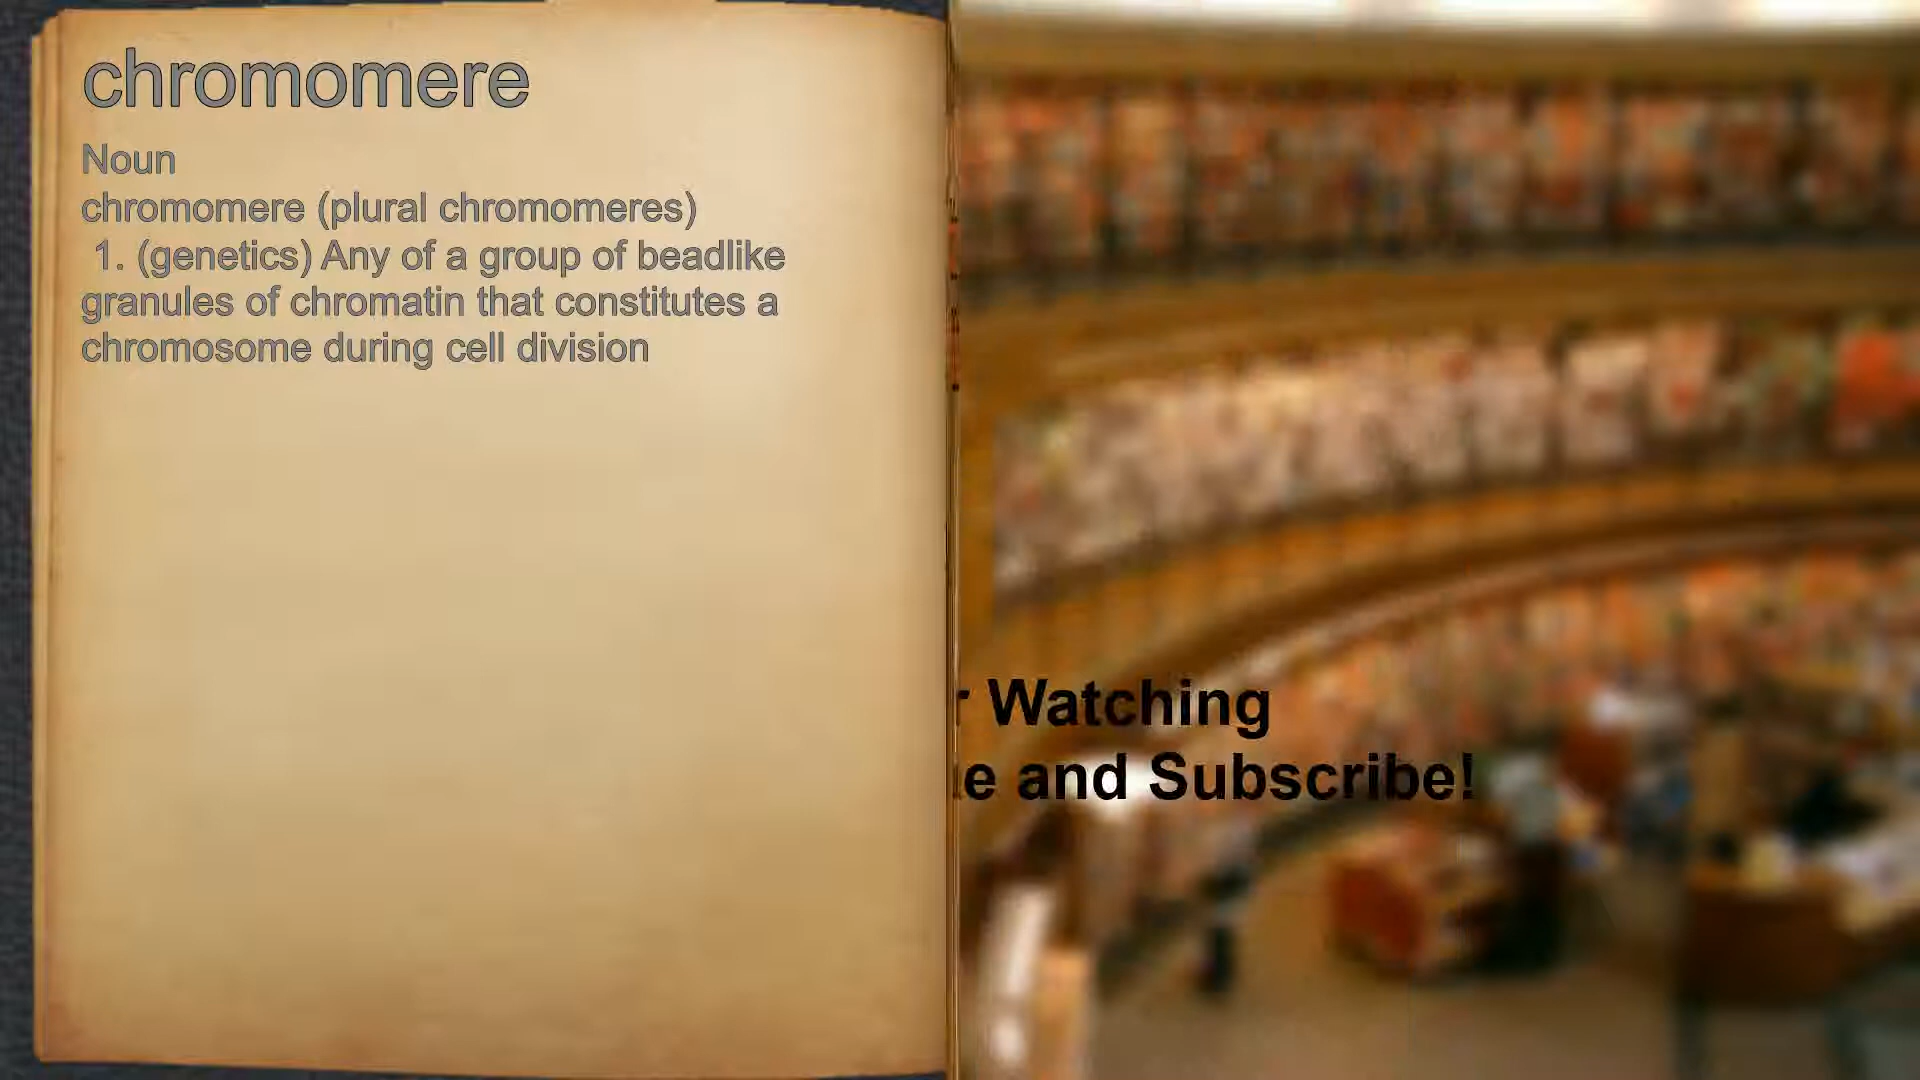 chromomere
Noun
chromomere (plural chromomeres)
1. (genetics) Any of a group of beadlike
granules of chromatin that constitutes a
chromosome during cell division
Watching
and Subscribe!